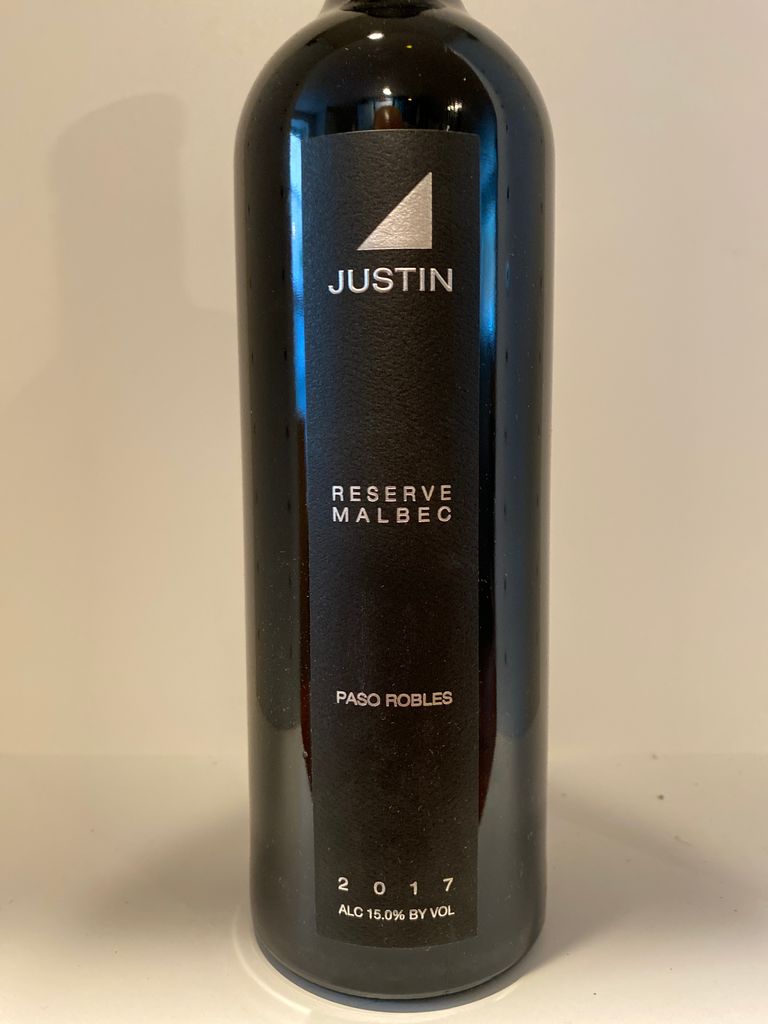 JUSTIN
RESERVE
MALBEC
PASO ROBLES
2017
ALC 15.0% BY VOL